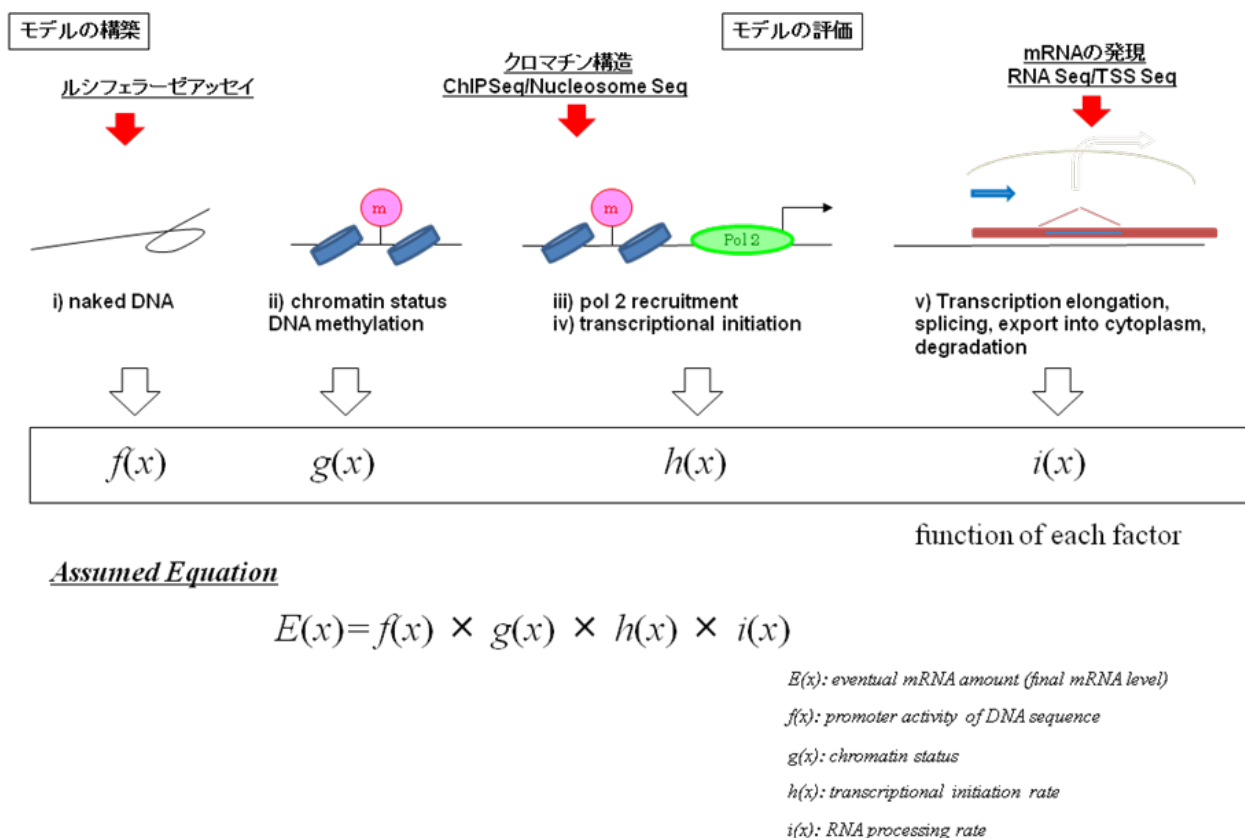 モデルの構築
モデルの評価
ルシフェラーゼアッセイ
クロマチン構造
ChIPSeq/Nucleosome Seq
mRNAの発現
RNA Seq/TSS Seq
m
m
Pol 2
i) naked DNA
ii) chromatin status
DNA methylation
iii) pol 2 recruitment
iv) transcriptional initiation
v) Transcription elongation,
splicing, export into cytoplasm,
degradation
f(x)
g(x)
h(x)
i(x)
function of each factor
Assumed Equation
E(x)= f(x) × g(x) × h(x) × i(x)
E(x): eventual mRNA amount (final mRNA level)
f(x): promoter activity of DNA sequence
g(x): chromatin status
h(x): transcriptional initiation rate
i(x): RNA processing rate